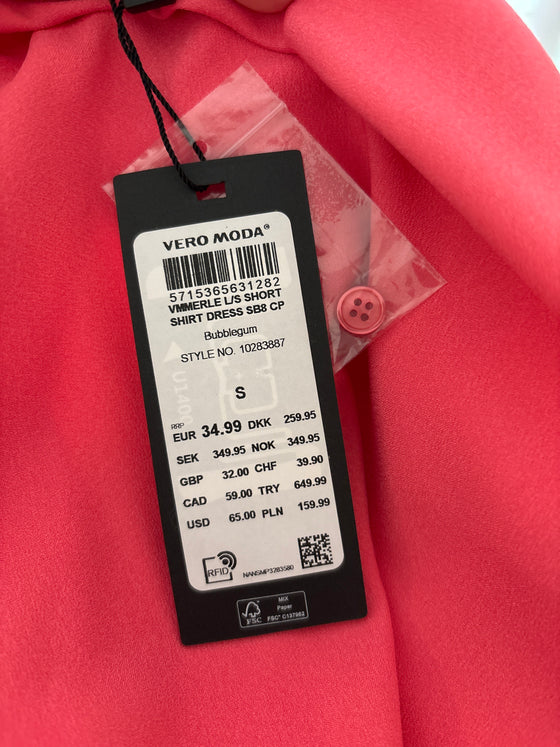 VERO MODA®
5715365631282
VMMERLE L/S SHORT
SHIRT DRESS SB8 CP
Bubblegum
STYLE NO. 10283887
S
RRP
EUR 34.99 DKK 259.95
SEK 349.95 NOK 349.95
GBP 32.00 CHF 39.90
CAD 59.00 TRY 649.99
USD 65.00 PLN 159.99
RFID
NANSMP3283580
FSC
MIX
Paper
FSC® C137963